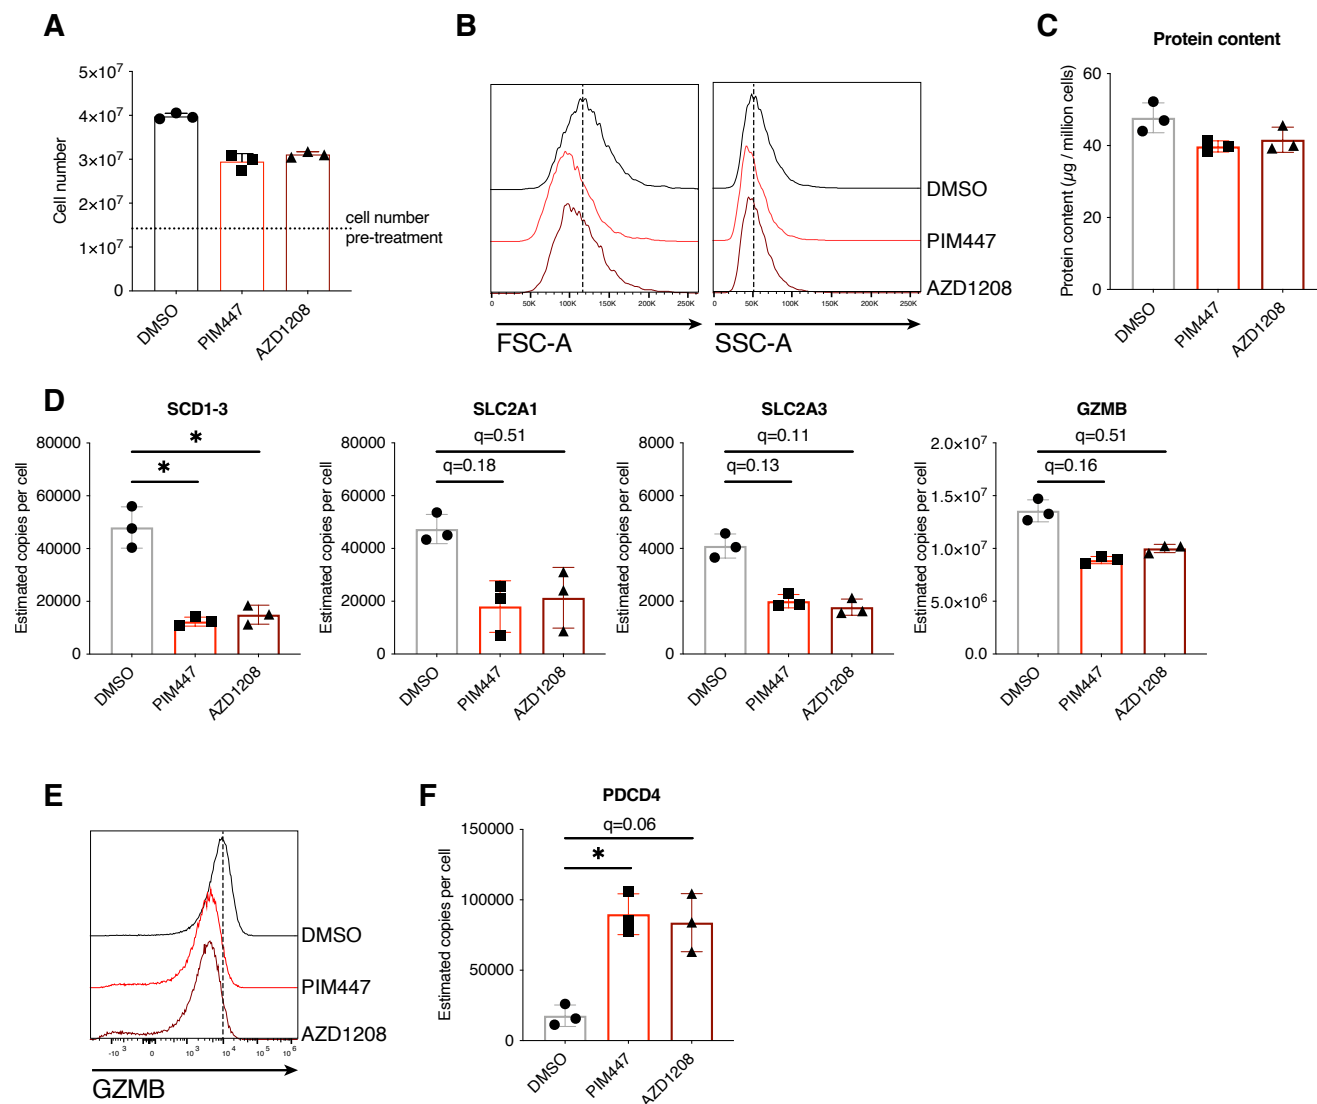 A
Cell number
5×10⁷
4×10⁷
3×10⁷
2×10⁷
1×10⁷
0
cell number
pre-treatment
DMSO
PIM447
AZD1208
B
DMSO
PIM447
AZD1208
0 50K 100K 150K 200K 250K
0 50K 100K 150K 200K 250K
FSC-A
SSC-A
C
Protein content
Protein content (µg / million cells)
60
40
20
0
DMSO
PIM447
AZD1208
D
SCD1-3
Estimated copies per cell
80000
60000
40000
20000
0
*
*
DMSO
PIM447
AZD1208
SLC2A1
Estimated copies per cell
80000
60000
40000
20000
0
q=0.51
q=0.18
DMSO
PIM447
AZD1208
SLC2A3
Estimated copies per cell
8000
6000
4000
2000
0
q=0.11
q=0.13
DMSO
PIM447
AZD1208
GZMB
Estimated copies per cell
2.0×10⁷
1.5×10⁷
1.0×10⁷
5.0×10⁶
0.0
q=0.51
q=0.16
DMSO
PIM447
AZD1208
E
DMSO
PIM447
AZD1208
-10³ 0 10³ 10⁴ 10⁵ 10⁶
GZMB
F
PDCD4
Estimated copies per cell
150000
100000
50000
0
q=0.06
*
DMSO
PIM447
AZD1208